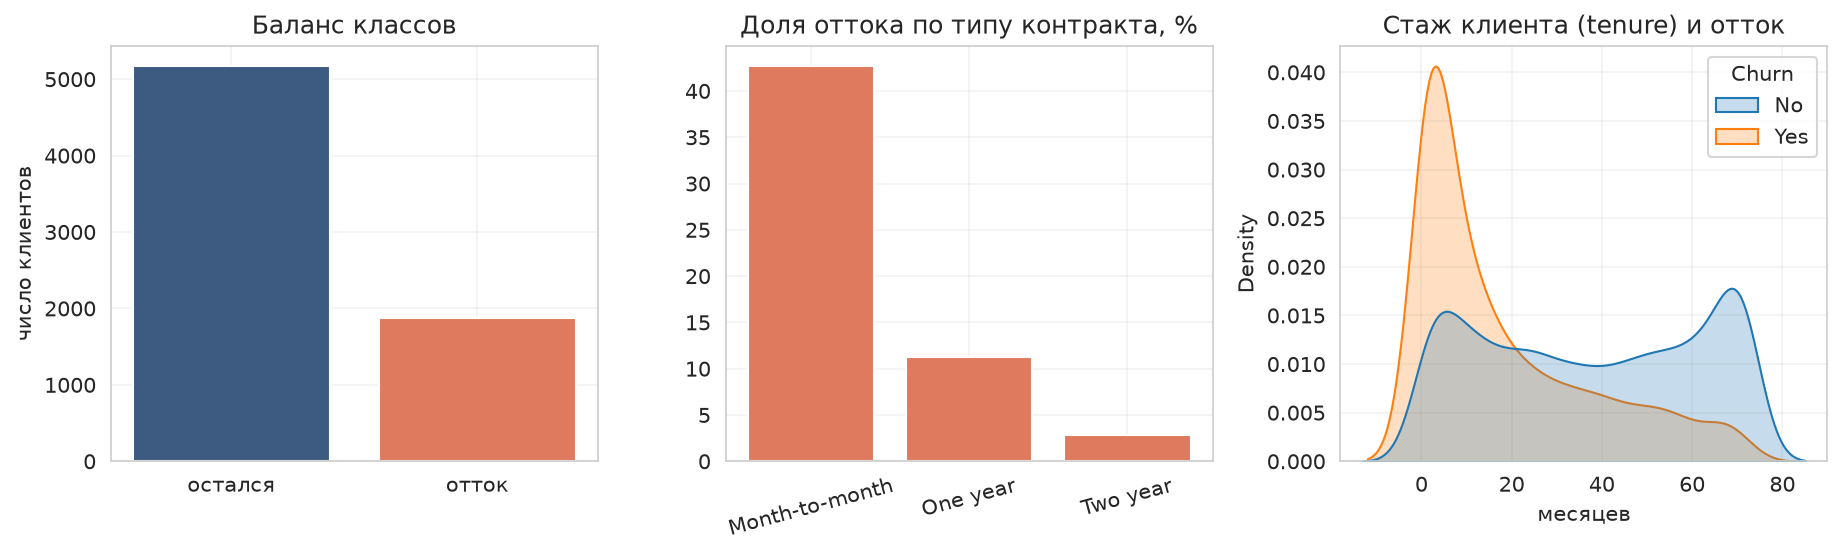 Баланс классов
число клиентов
5000
4000
3000
2000
1000
0
остался
отток
Доля оттока по типу контракта, %
40
35
30
25
20
15
10
5
0
Month-to-month
One year
Two year
Стаж клиента (tenure) и отток
Density
0.040
0.035
0.030
0.025
0.020
0.015
0.010
0.005
0.000
0
20
40
60
80
месяцев
Churn
No
Yes